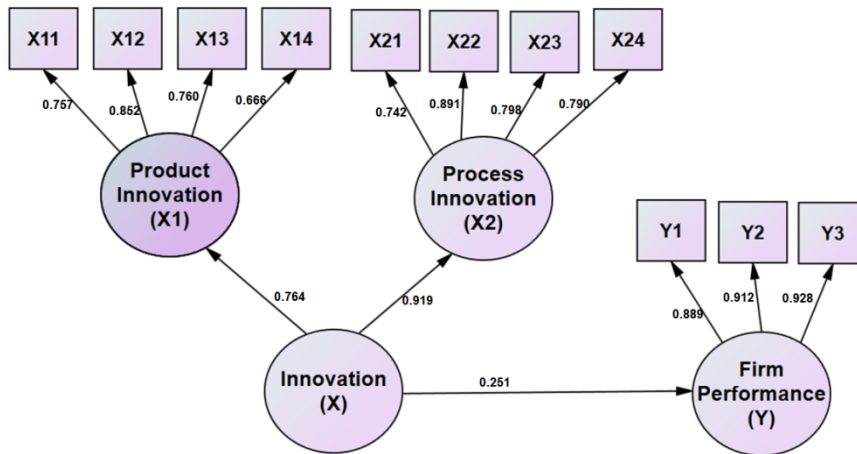 X11
X12
X13
X14
X21
X22
X23
X24
0.757
0.852
0.760
0.666
0.742
0.891
0.798
0.790
Product
Innovation
(X1)
Process
Innovation
(X2)
Y1
Y2
Y3
0.764
0.919
0.889
0.912
0.928
Innovation
(X)
0.251
Firm
Performance
(Y)